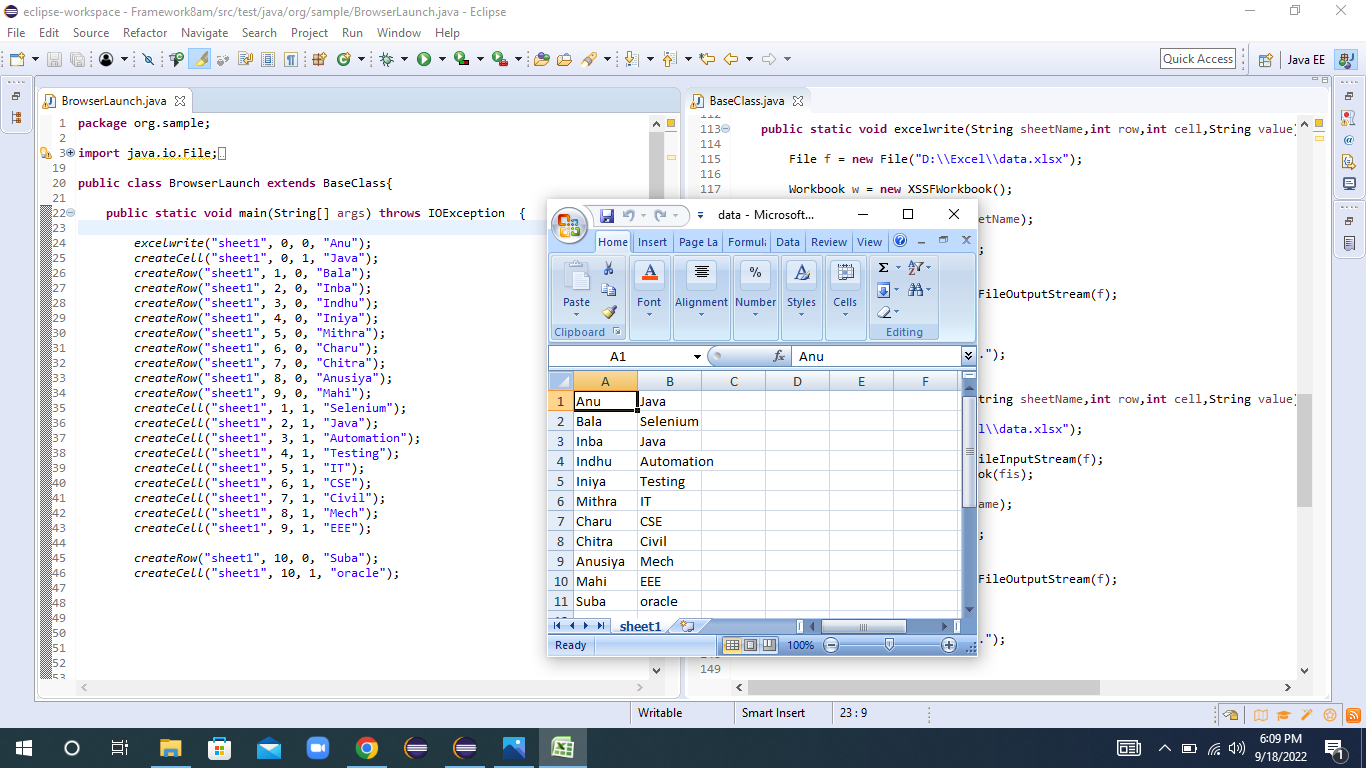 eclipse-workspace - Framework8am/src/test/java/org/sample/BrowserLaunch.java - Eclipse
File Edit Source Refactor Navigate Search Project Run Window Help
Quick Access
Java EE
BrowserLaunch.java
1 package org.sample;
2
3 import java.io.File;
19
20 public class BrowserLaunch extends BaseClass{
21
22 public static void main(String[] args) throws IOException {
23
24 excelwrite("sheet1", 0, 0, "Anu");
25 createCell("sheet1", 0, 1, "Java");
26 createRow("sheet1", 1, 0, "Bala");
27 createRow("sheet1", 2, 0, "Inba");
28 createRow("sheet1", 3, 0, "Indhu");
29 createRow("sheet1", 4, 0, "Iniya");
30 createRow("sheet1", 5, 0, "Mithra");
31 createRow("sheet1", 6, 0, "Charu");
32 createRow("sheet1", 7, 0, "Chitra");
33 createRow("sheet1", 8, 0, "Anusiya");
34 createRow("sheet1", 9, 0, "Mahi");
35 createCell("sheet1", 1, 1, "Selenium");
36 createCell("sheet1", 2, 1, "Java");
37 createCell("sheet1", 3, 1, "Automation");
38 createCell("sheet1", 4, 1, "Testing");
39 createCell("sheet1", 5, 1, "IT");
40 createCell("sheet1", 6, 1, "CSE");
41 createCell("sheet1", 7, 1, "Civil");
42 createCell("sheet1", 8, 1, "Mech");
43 createCell("sheet1", 9, 1, "EEE");
44
45 createRow("sheet1", 10, 0, "Suba");
46 createCell("sheet1", 10, 1, "oracle");
47
48
49
50
51
52
53
BaseClass.java
112
113 public static void excelwrite(String sheetName,int row,int cell,String value)
114
115 File f = new File("D:\\Excel\\data.xlsx");
116
117 Workbook w = new XSSFWorkbook();
etName);
;
FileOutputStream(f);
.");
tring sheetName,int row,int cell,String value)
l\\data.xlsx");
ileInputStream(f);
ok(fis);
ame);
;
FileOutputStream(f);
.");
149
data - Microsoft...
Home Insert Page La Formula Data Review View
Paste Font Alignment Number Styles Cells
%
Σ
Clipboard Editing
A1 fx Anu
A B C D E F
1 Anu Java
2 Bala Selenium
3 Inba Java
4 Indhu Automation
5 Iniya Testing
6 Mithra IT
7 Charu CSE
8 Chitra Civil
9 Anusiya Mech
10 Mahi EEE
11 Suba oracle
sheet1
Ready 100%
Writable Smart Insert 23 : 9
6:09 PM
9/18/2022
1